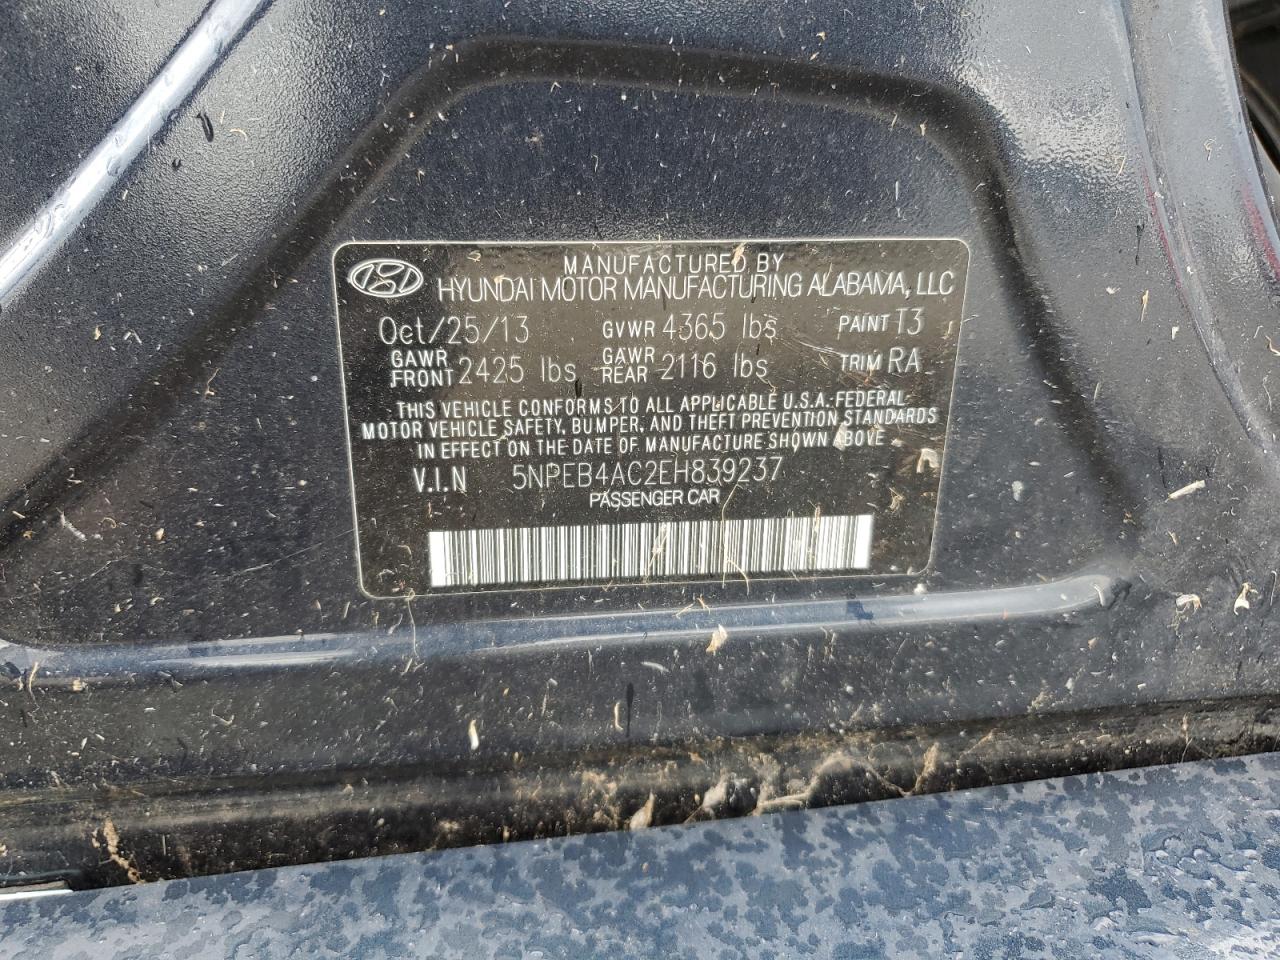 MANUFACTURED BY
HYUNDAI MOTOR MANUFACTURING ALABAMA, LLC
Oct/25/13 GVWR 4365 lbs PAINT T3
GAWR FRONT 2425 lbs GAWR REAR 2116 lbs TRIM RA
THIS VEHICLE CONFORMS TO ALL APPLICABLE U.S.A. FEDERAL
MOTOR VEHICLE SAFETY, BUMPER, AND THEFT PREVENTION STANDARDS
IN EFFECT ON THE DATE OF MANUFACTURE SHOWN ABOVE
V.I.N 5NPEB4AC2EH839237
PASSENGER CAR